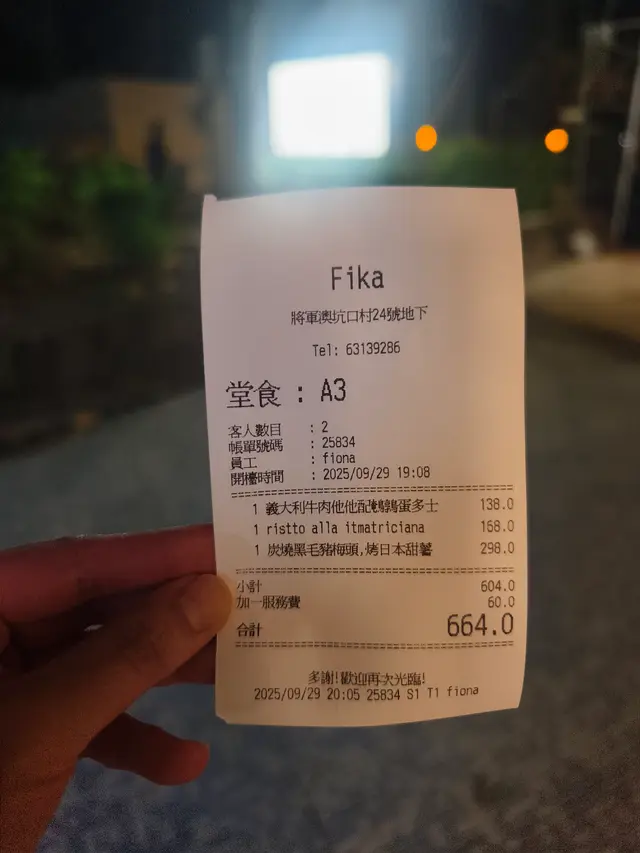 Fika
將軍澳坑口村24號地下
Tel: 63139286
堂食 : A3
客人數目 : 2
帳單號碼 : 25834
員工 : fiona
開檯時間 : 2025/09/29 19:08
1 義大利牛肉他他配鵪鶉蛋多士 138.0
1 ristto alla itmatriciana 168.0
1 炭燒黑毛豬梅頭,烤日本甜薯 298.0
小計 604.0
加一服務費 60.0
合計 664.0
多謝!歡迎再次光臨!
2025/09/29 20:05 25834 S1 T1 fiona